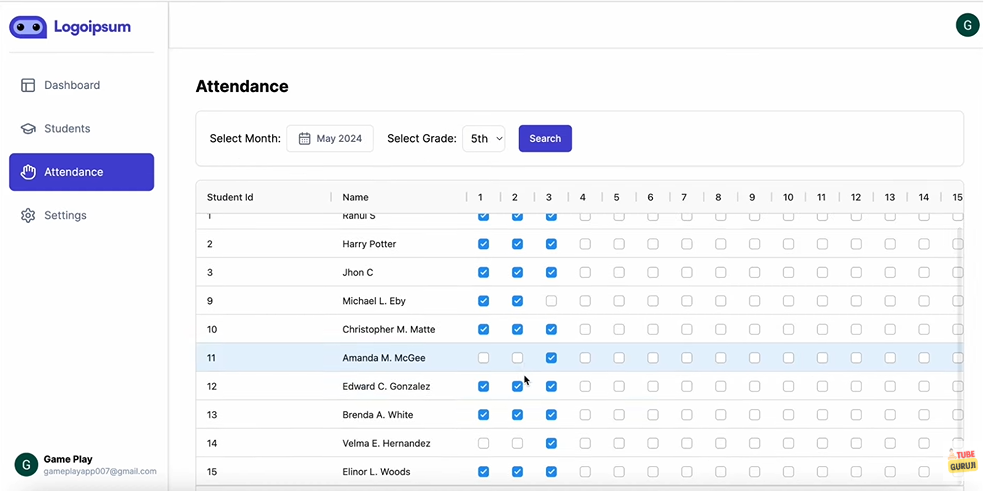 Logoipsum
G
Dashboard
Students
Attendance
Settings
Attendance
Select Month: May 2024 Select Grade: 5th Search
Student Id Name 1 2 3 4 5 6 7 8 9 10 11 12 13 14 15
1 Rahul S
2 Harry Potter
3 Jhon C
9 Michael L. Eby
10 Christopher M. Matte
11 Amanda M. McGee
12 Edward C. Gonzalez
13 Brenda A. White
14 Velma E. Hernandez
15 Elinor L. Woods
G Game Play
gameplayapp007@gmail.com
TUBE
GURUJI